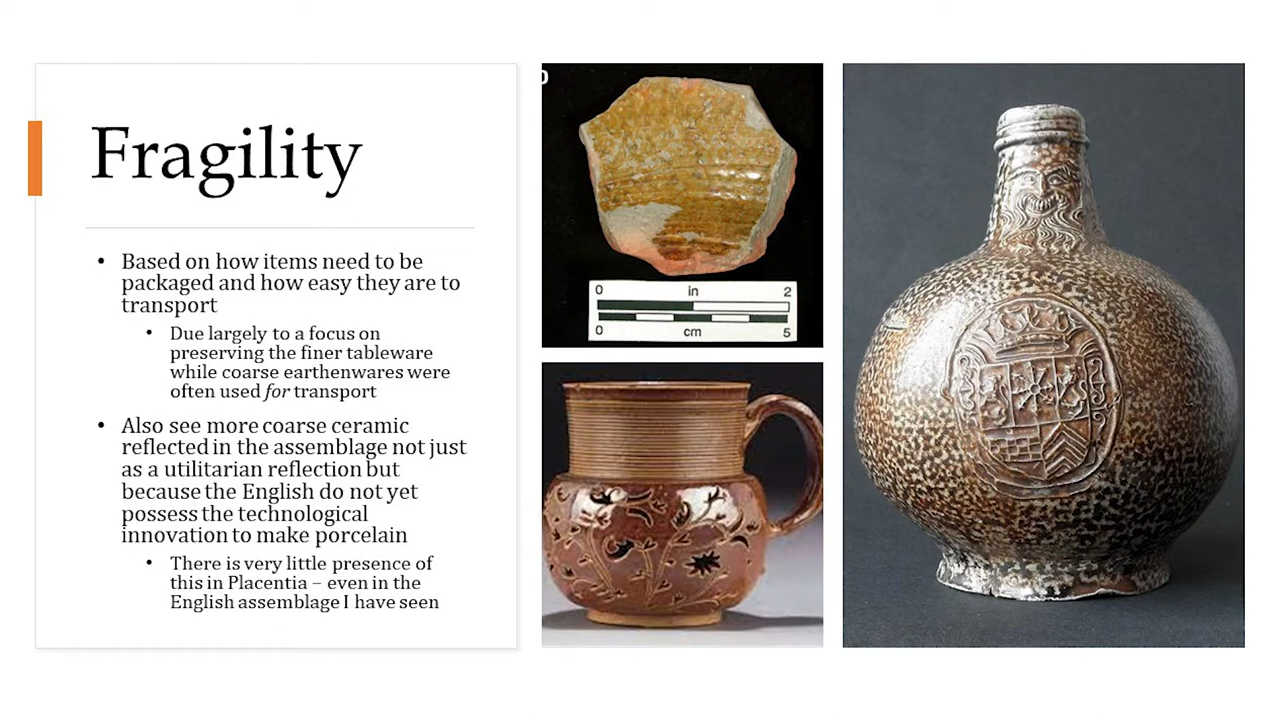 Fragility
• Based on how items need to be
packaged and how easy they are to
transport
• Due largely to a focus on
preserving the finer tableware
while coarse earthenwares were
often used for transport
• Also see more coarse ceramic
reflected in the assemblage not just
as a utilitarian reflection but
because the English do not yet
possess the technological
innovation to make porcelain
• There is very little presence of
this in Placentia – even in the
English assemblage I have seen
0 in 2
0 cm 5